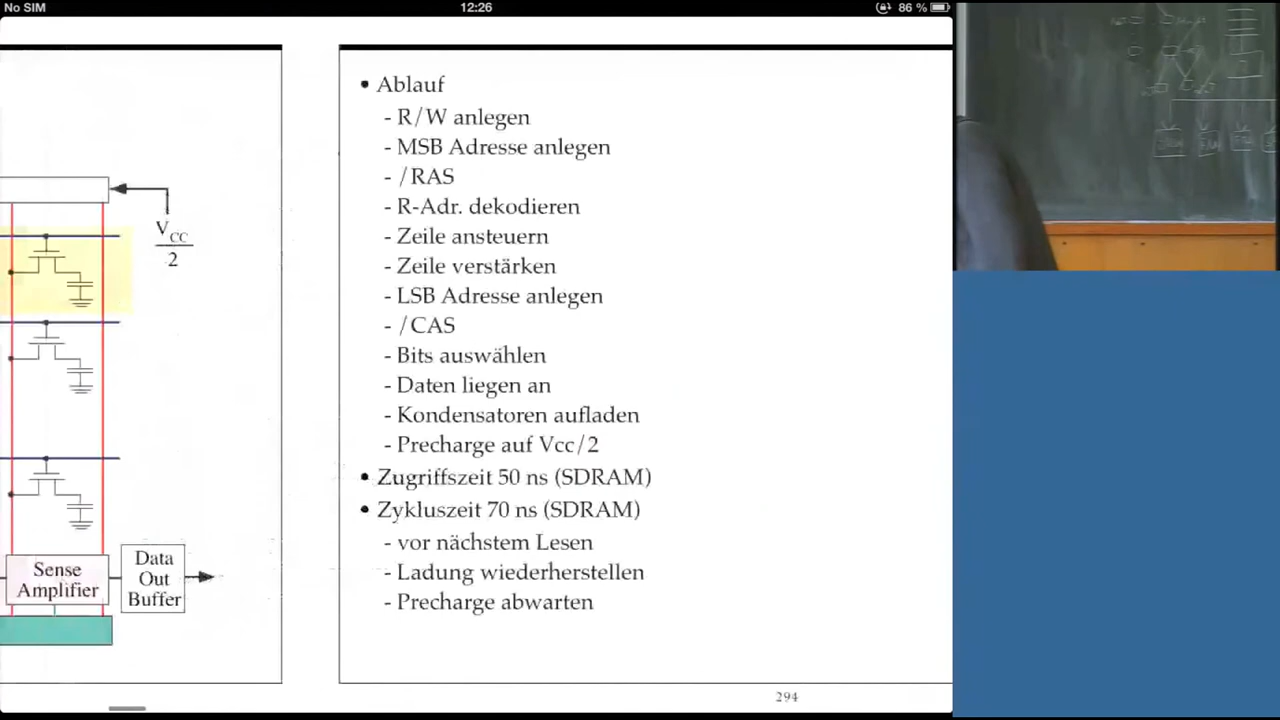 No SIM
12:26
86 %
V
CC
2
Sense
Amplifier
Data
Out
Buffer
• Ablauf
- R/W anlegen
- MSB Adresse anlegen
- /RAS
- R-Adr. dekodieren
- Zeile ansteuern
- Zeile verstärken
- LSB Adresse anlegen
- /CAS
- Bits auswählen
- Daten liegen an
- Kondensatoren aufladen
- Precharge auf Vcc/2
• Zugriffszeit 50 ns (SDRAM)
• Zykluszeit 70 ns (SDRAM)
- vor nächstem Lesen
- Ladung wiederherstellen
- Precharge abwarten
294